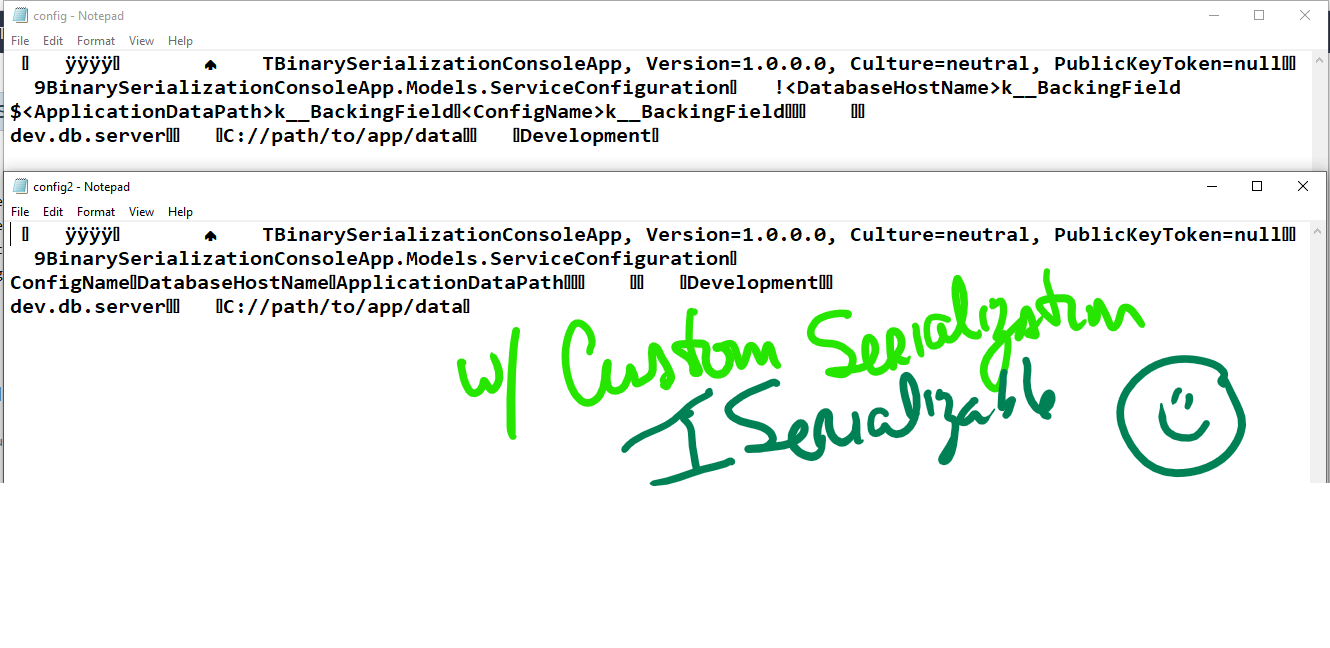 config - Notepad
File Edit Format View Help
▯ ÿÿÿÿ▯ ♠ TBinarySerializationConsoleApp, Version=1.0.0.0, Culture=neutral, PublicKeyToken=null▯▯
9BinarySerializationConsoleApp.Models.ServiceConfiguration▯ !<DatabaseHostName>k__BackingField
$<ApplicationDataPath>k__BackingField▯<ConfigName>k__BackingField▯▯▯ ▯▯
dev.db.server▯▯ ▯C://path/to/app/data▯▯ ▯Development▯
config2 - Notepad
File Edit Format View Help
▯ ÿÿÿÿ▯ ♠ TBinarySerializationConsoleApp, Version=1.0.0.0, Culture=neutral, PublicKeyToken=null▯▯
9BinarySerializationConsoleApp.Models.ServiceConfiguration▯
ConfigName▯DatabaseHostName▯ApplicationDataPath▯▯▯ ▯▯ ▯Development▯▯
dev.db.server▯▯ ▯C://path/to/app/data▯
w/ Custom Serialization
ISerializable